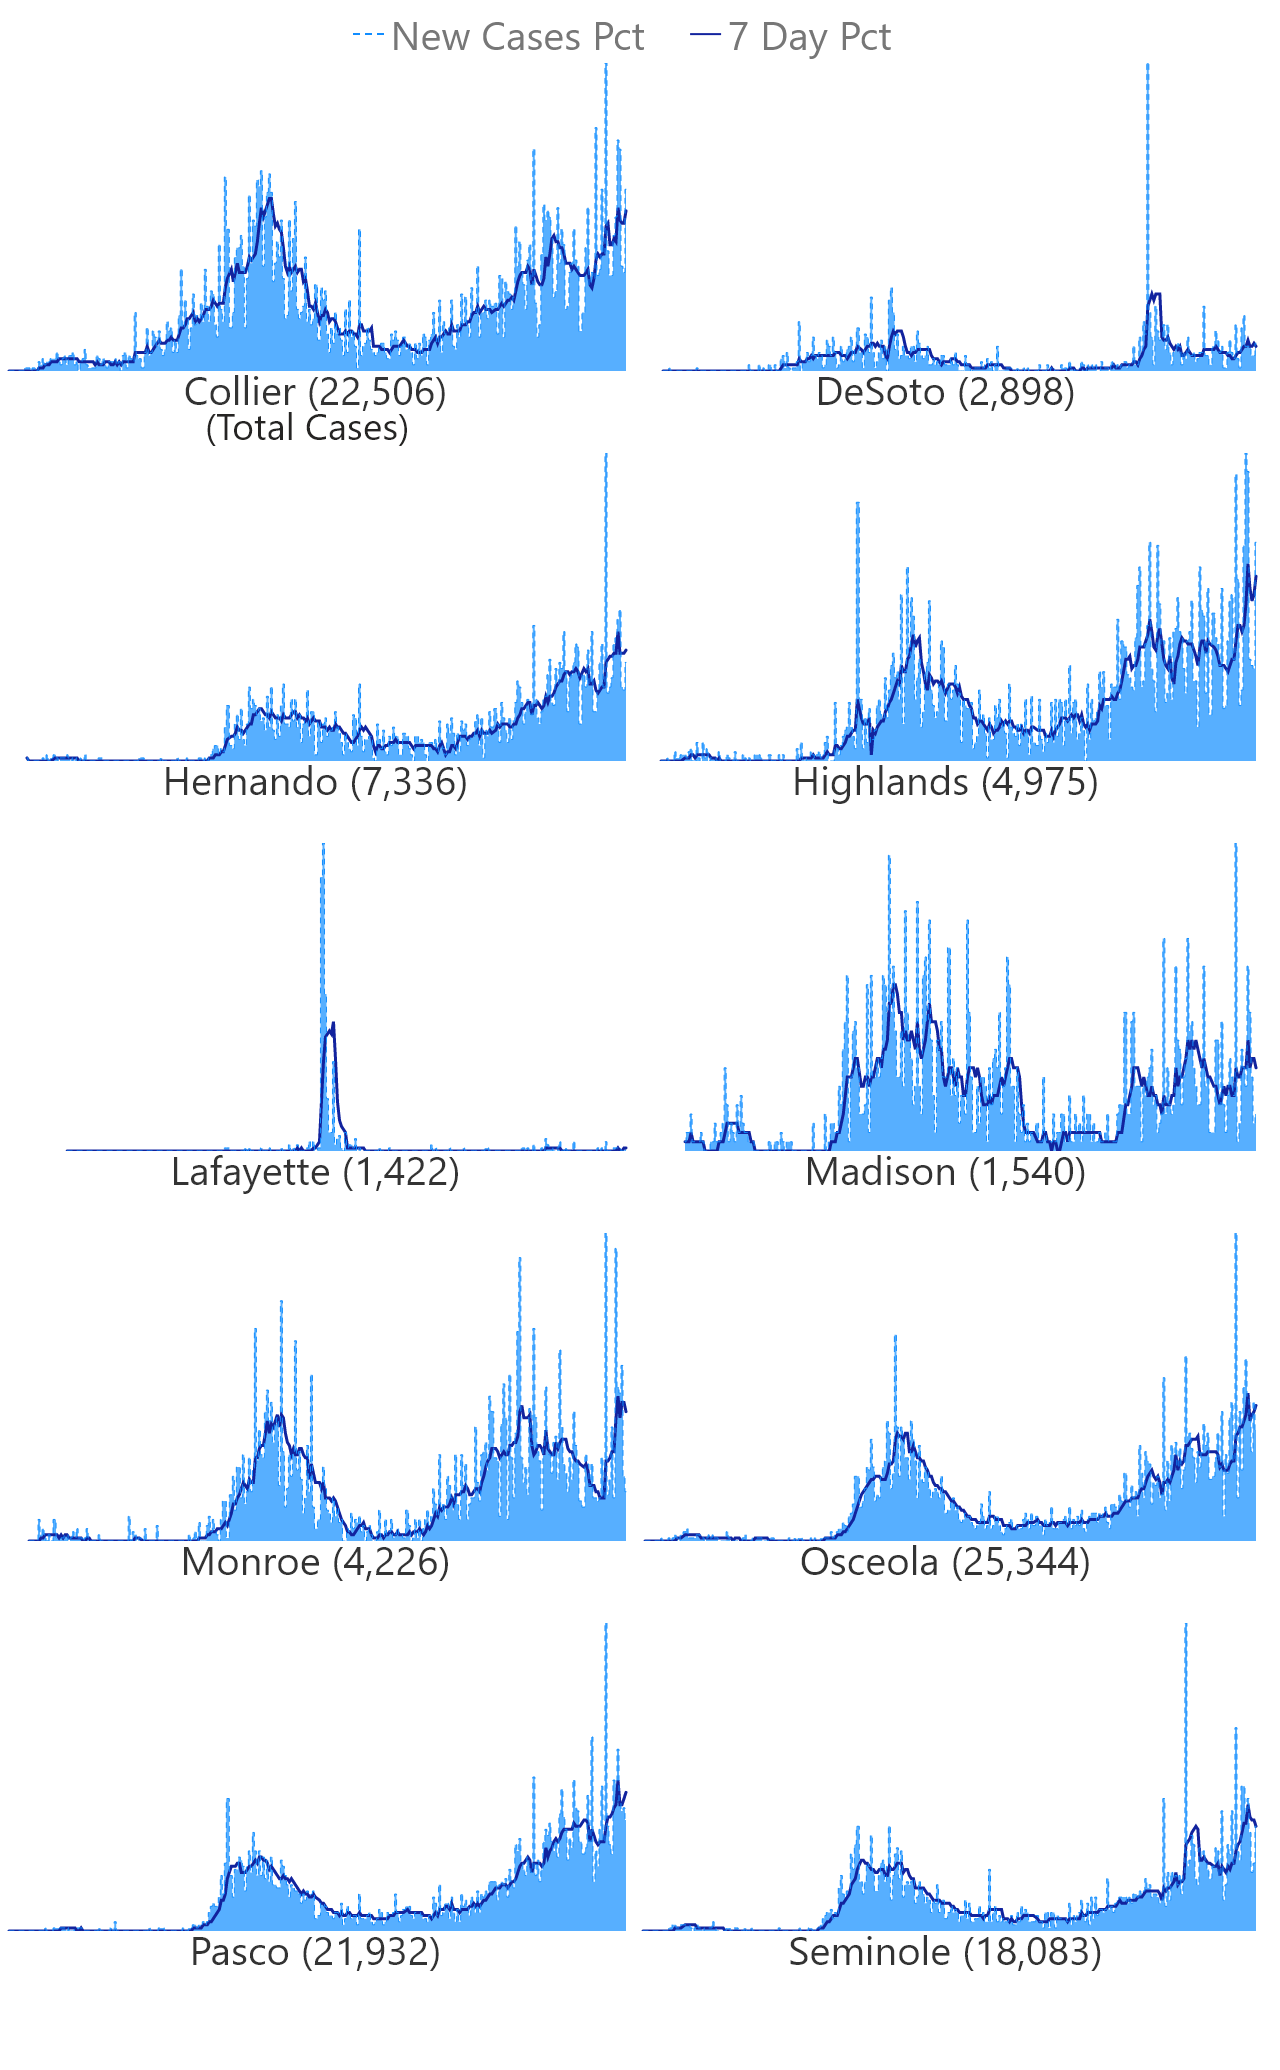 New Cases Pct 7 Day Pct
Collier (22,506) DeSoto (2,898)
(Total Cases)
Hernando (7,336) Highlands (4,975)
Lafayette (1,422) Madison (1,540)
Monroe (4,226) Osceola (25,344)
Pasco (21,932) Seminole (18,083)